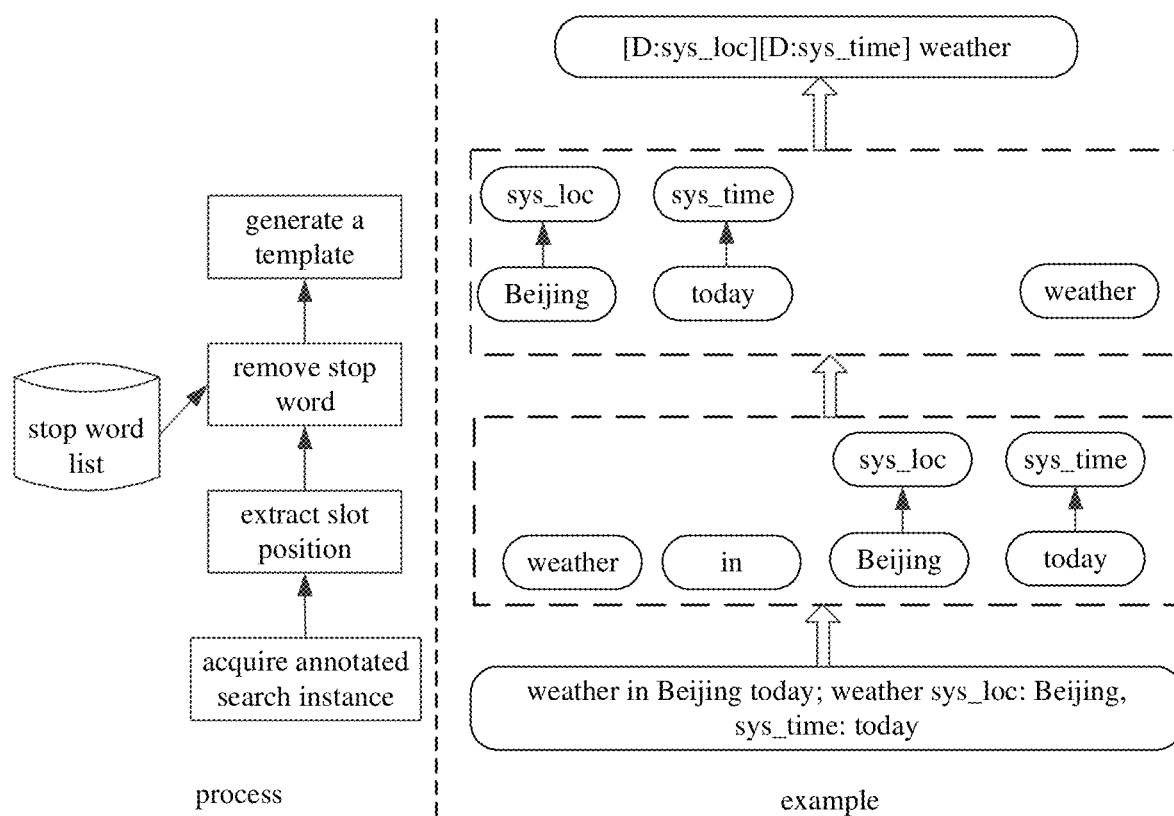 generate a
template
remove stop
word
stop word
list
extract slot
position
acquire annotated
search instance
process
[D:sys_loc][D:sys_time] weather
sys_loc
sys_time
Beijing
today
weather
sys_loc
sys_time
weather
in
Beijing
today
weather in Beijing today; weather sys_loc: Beijing,
sys_time: today
example